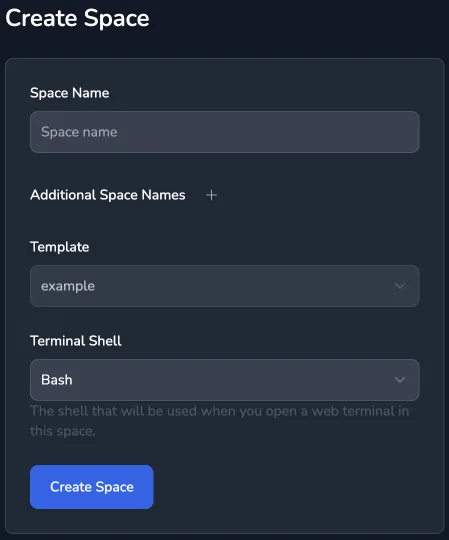 Create Space
Space Name
Space name
Additional Space Names +
Template
example
Terminal Shell
Bash
The shell that will be used when you open a web terminal in
this space.
Create Space